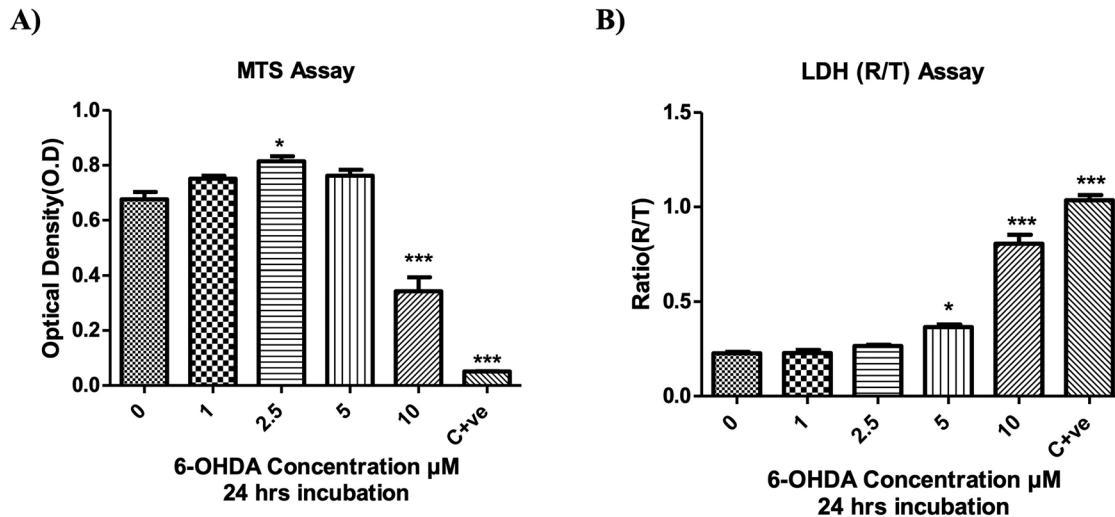 A)
MTS Assay
Optical Density(O.D)
1.0
0.8
0.6
0.4
0.2
0.0
*
***
***
0 1 2.5 5 10 C+ve
6-OHDA Concentration µM
24 hrs incubation
B)
LDH (R/T) Assay
Ratio(R/T)
1.5
1.0
0.5
0.0
*
***
***
0 1 2.5 5 10 C+ve
6-OHDA Concentration µM
24 hrs incubation